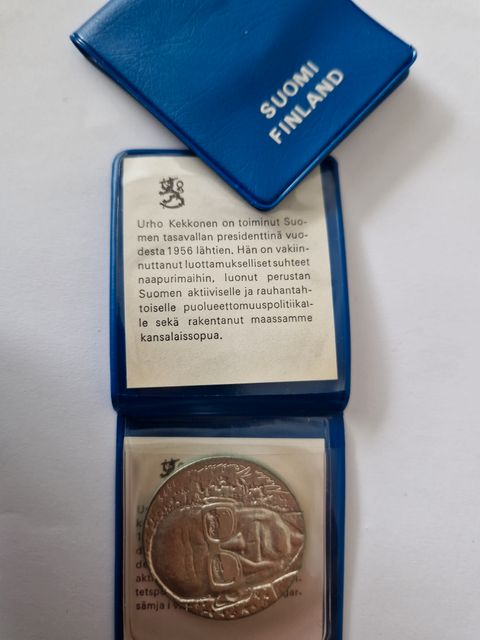 SUOMI
FINLAND
Urho Kekkonen on toiminut Suo-
men tasavallan presidenttinä vuo-
desta 1956 lähtien. Hän on vakiin-
nuttanut luottamukselliset suhteet
naapurimaihin, luonut perustan
Suomen aktiiviselle ja rauhantah-
toiselle puolueettomuuspolitiikal-
le sekä rakentanut maassamme
kansalaissopua.